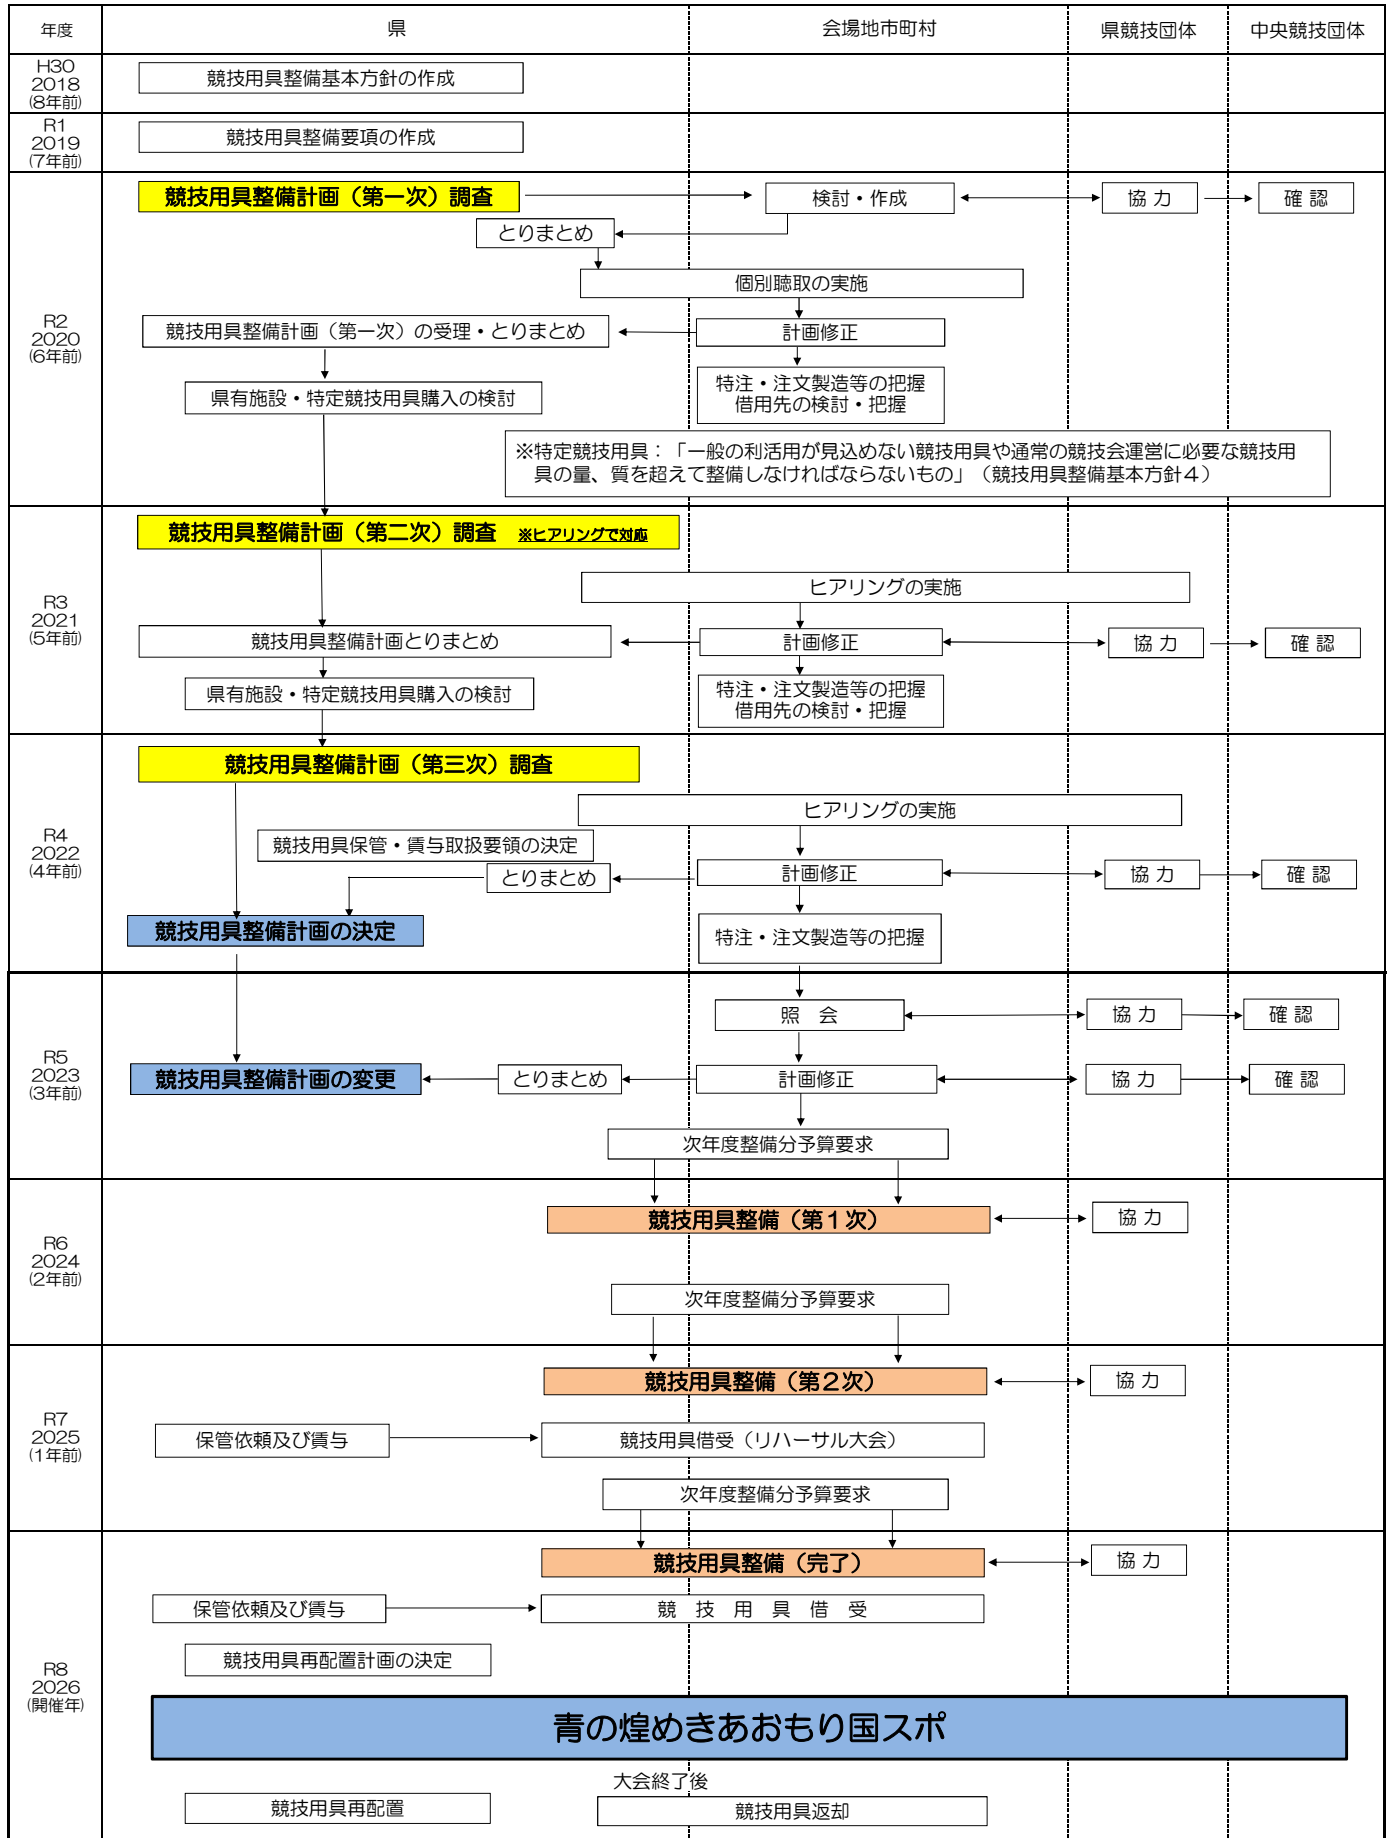 年度
県
会場地市町村
県競技団体
中央競技団体
H30
2018
(8年前)
競技用具整備基本方針の作成
R1
2019
(7年前)
競技用具整備要項の作成
R2
2020
(6年前)
競技用具整備計画（第一次）調査
検討・作成
協 力
確 認
とりまとめ
個別聴取の実施
競技用具整備計画（第一次）の受理・とりまとめ
計画修正
県有施設・特定競技用具購入の検討
特注・注文製造等の把握
借用先の検討・把握
※特定競技用具：「一般の利活用が見込めない競技用具や通常の競技会運営に必要な競技用
具の量、質を超えて整備しなければならないもの」（競技用具整備基本方針４）
R3
2021
(5年前)
競技用具整備計画（第二次）調査 ※ヒアリングで対応
ヒアリングの実施
競技用具整備計画とりまとめ
計画修正
協 力
確 認
県有施設・特定競技用具購入の検討
特注・注文製造等の把握
借用先の検討・把握
R4
2022
(4年前)
競技用具整備計画（第三次）調査
ヒアリングの実施
競技用具保管・賃与取扱要領の決定
とりまとめ
計画修正
協 力
確 認
競技用具整備計画の決定
特注・注文製造等の把握
R5
2023
(3年前)
照　会
協 力
確 認
競技用具整備計画の変更
とりまとめ
計画修正
協 力
確 認
次年度整備分予算要求
R6
2024
(2年前)
競技用具整備（第１次）
協 力
次年度整備分予算要求
R7
2025
(1年前)
競技用具整備（第２次）
協 力
保管依頼及び賃与
競技用具借受（リハーサル大会）
次年度整備分予算要求
R8
2026
(開催年)
競技用具整備（完了）
協 力
保管依頼及び賃与
競　技　用　具　借　受
競技用具再配置計画の決定
青の煌めきあおもり国スポ
大会終了後
競技用具再配置
競技用具返却